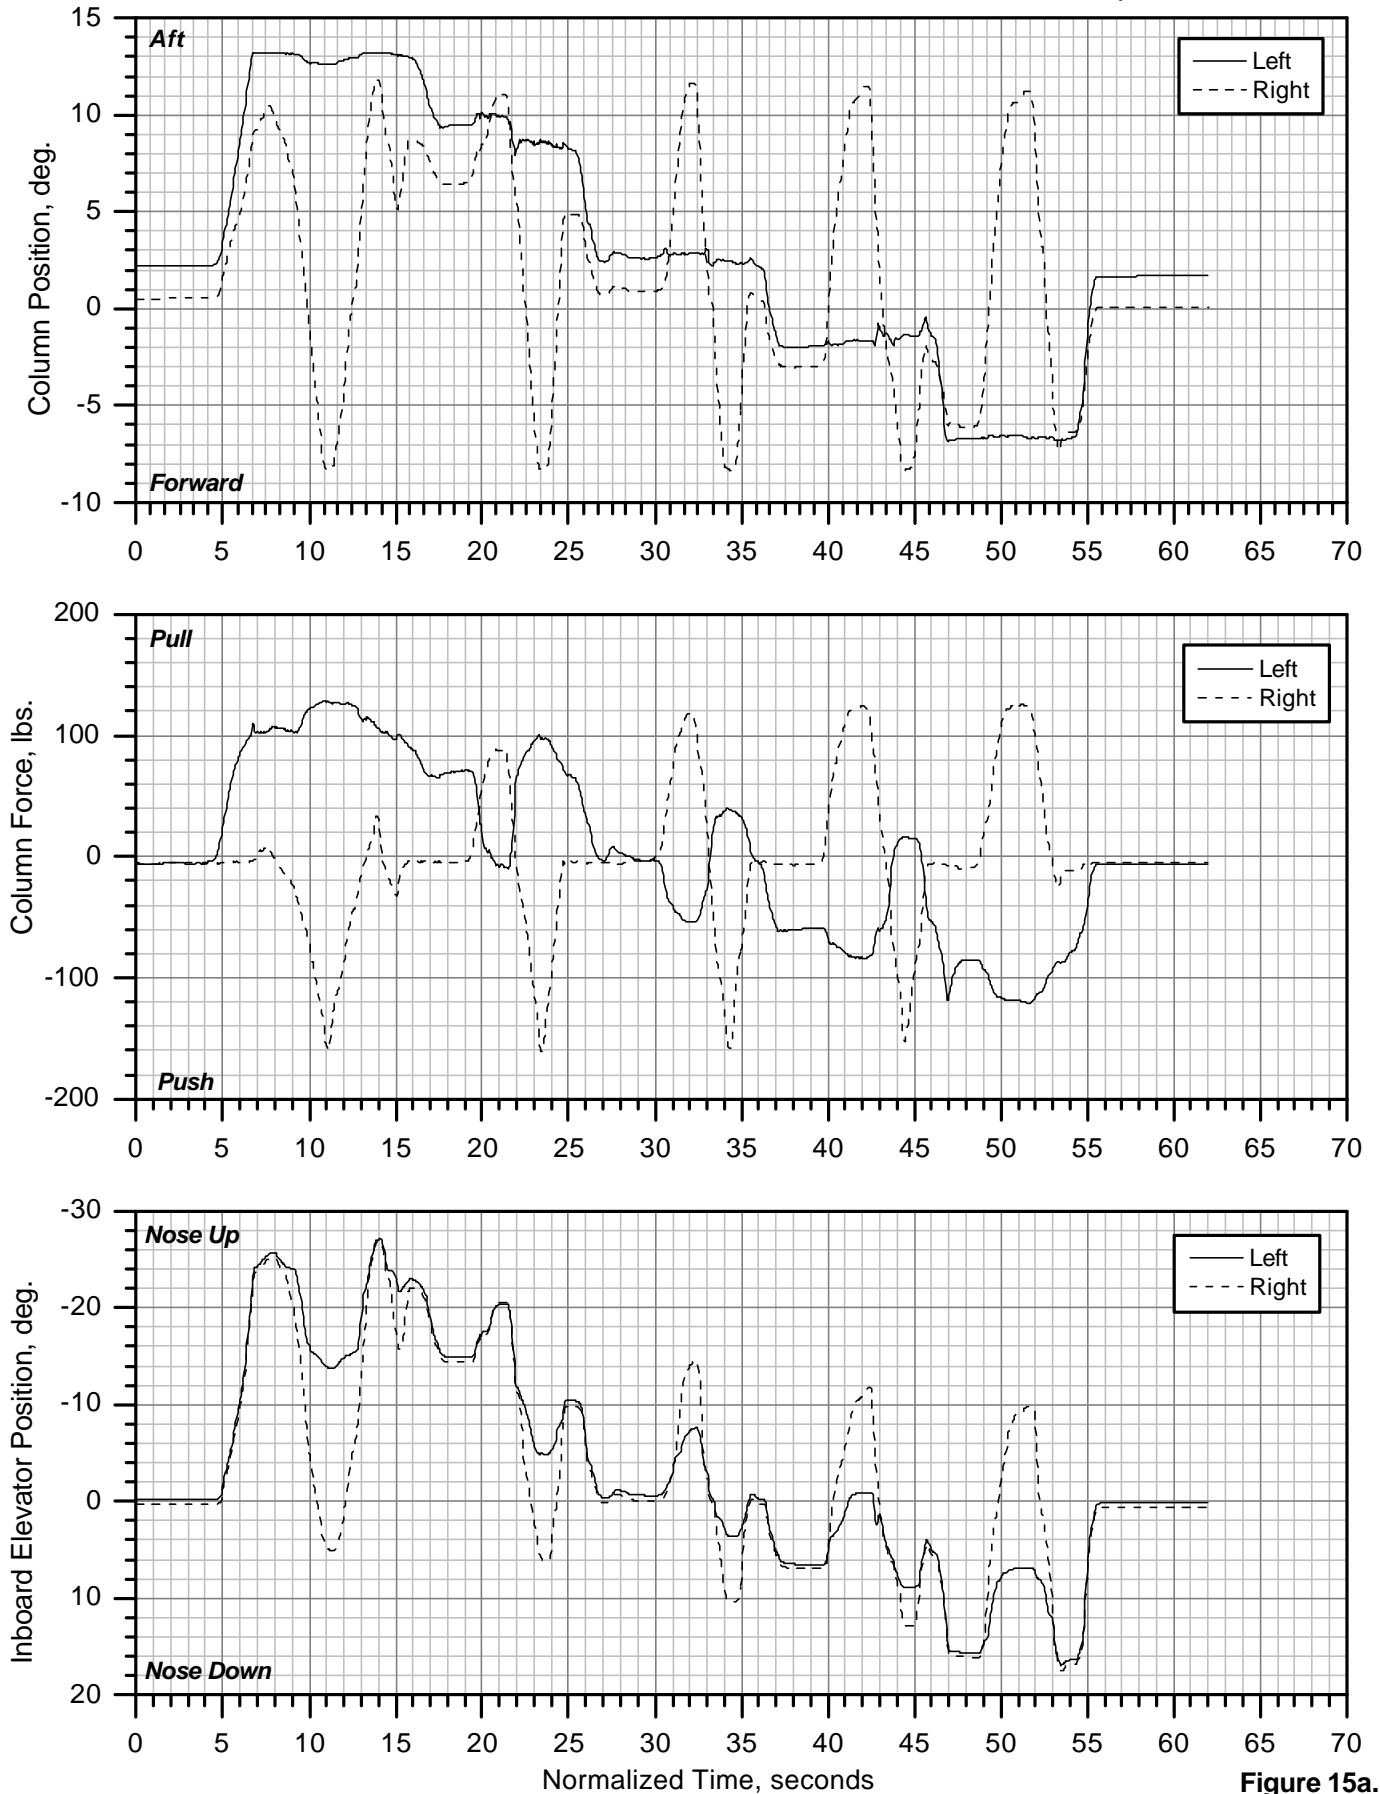 15
Aft
Left
Right
10
5
0
-5
Forward
-10
Column Position, deg.
0 5 10 15 20 25 30 35 40 45 50 55 60 65 70
200
Pull
Left
Right
100
0
-100
Push
-200
Column Force, lbs.
0 5 10 15 20 25 30 35 40 45 50 55 60 65 70
-30
Nose Up
Left
Right
-20
-10
0
10
Nose Down
20
Inboard Elevator Position, deg.
0 5 10 15 20 25 30 35 40 45 50 55 60 65 70
Normalized Time, seconds
Figure 15a.